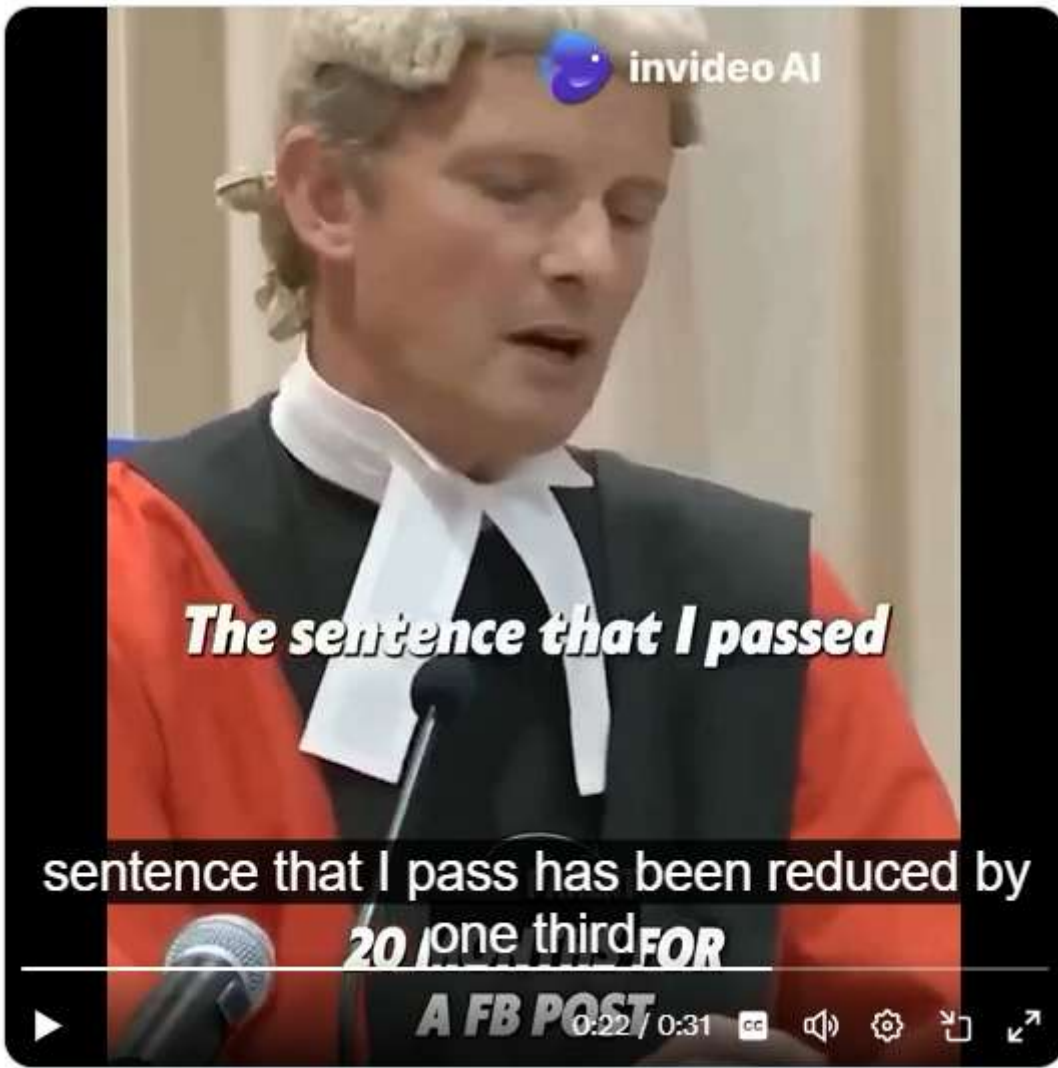 invideo AI
The sentence that I passed
sentence that I pass has been reduced by
one third
20 FOR
A FB POST
0:22 / 0:31
CC